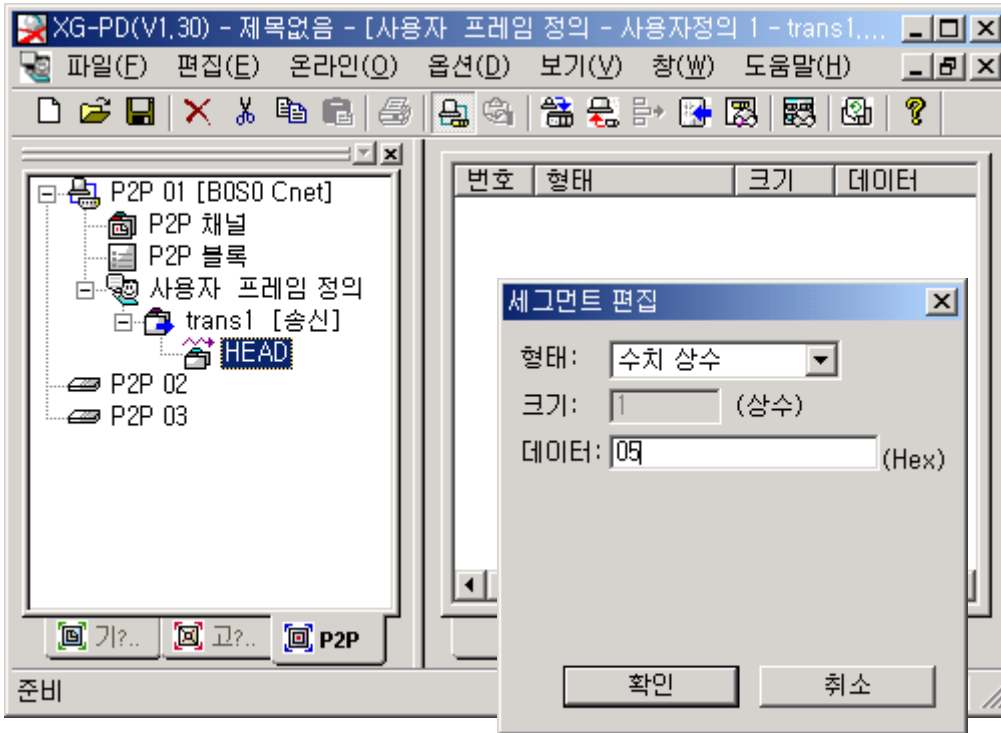 XG-PD(V1,30) - 제목없음 - [사용자 프레임 정의 - 사용자정의 1 - trans1....
파일(F) 편집(E) 온라인(O) 옵션(D) 보기(V) 창(W) 도움말(H)
P2P 01 [B0S0 Cnet]
P2P 채널
P2P 블록
사용자 프레임 정의
trans1 [송신]
HEAD
P2P 02
P2P 03
기?..
고?..
P2P
번호 형태 크기 데이터
세그먼트 편집
형태: 수치 상수
크기: 1 (상수)
데이터: 05 (Hex)
확인 취소
준비